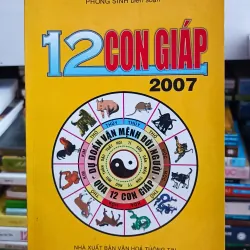 PHONG SINH biên soạn
12 CON GIÁP
2007
DỰ ĐOÁN VẬN MỆNH ĐỜI NGƯỜI
QUA 12 CON GIÁP
NHÀ XUẤT BẢN VĂN HOÁ THÔNG TIN